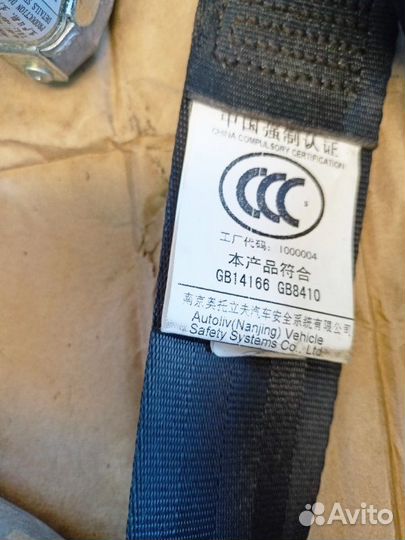 PRODUCTION
DETAILS
中国强制认证
CHINA COMPULSORY CERTIFICATION
CCC
S
工厂代码: 1000004
本产品符合
GB14166 GB8410
南京奥托立夫汽车安全系统有限公司
Autoliv(Nanjing) Vehicle
Safety Systems Co., Ltd
Avito